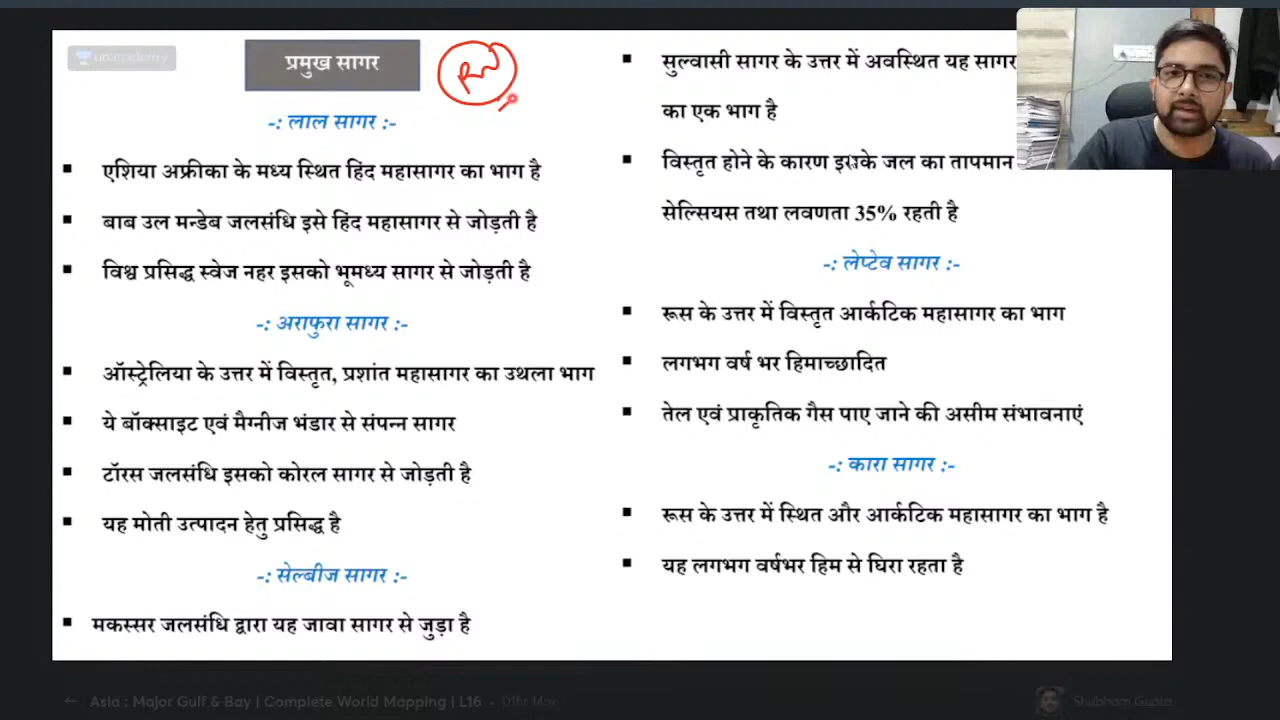 unacademy
प्रमुख सागर
-: लाल सागर :-
▪ एशिया अफ्रीका के मध्य स्थित हिंद महासागर का भाग है
▪ बाब उल मन्डेब जलसंधि इसे हिंद महासागर से जोड़ती है
▪ विश्व प्रसिद्ध स्वेज नहर इसको भूमध्य सागर से जोड़ती है
-: अराफुरा सागर :-
▪ ऑस्ट्रेलिया के उत्तर में विस्तृत, प्रशांत महासागर का उथला भाग
▪ ये बॉक्साइट एवं मैग्नीज भंडार से संपन्न सागर
▪ टॉरस जलसंधि इसको कोरल सागर से जोड़ती है
▪ यह मोती उत्पादन हेतु प्रसिद्ध है
-: सेल्बीज सागर :-
▪ मकस्सर जलसंधि द्वारा यह जावा सागर से जुड़ा है
▪ सुल्वासी सागर के उत्तर में अवस्थित यह सागर
का एक भाग है
▪ विस्तृत होने के कारण इसके जल का तापमान
सेल्सियस तथा लवणता 35% रहती है
-: लेप्टेव सागर :-
▪ रूस के उत्तर में विस्तृत आर्कटिक महासागर का भाग
▪ लगभग वर्ष भर हिमाच्छादित
▪ तेल एवं प्राकृतिक गैस पाए जाने की असीम संभावनाएं
-: कारा सागर :-
▪ रूस के उत्तर में स्थित और आर्कटिक महासागर का भाग है
▪ यह लगभग वर्षभर हिम से घिरा रहता है
← Asia : Major Gulf & Bay | Complete World Mapping | L16 • 01hr 14m
Shubham Gupta